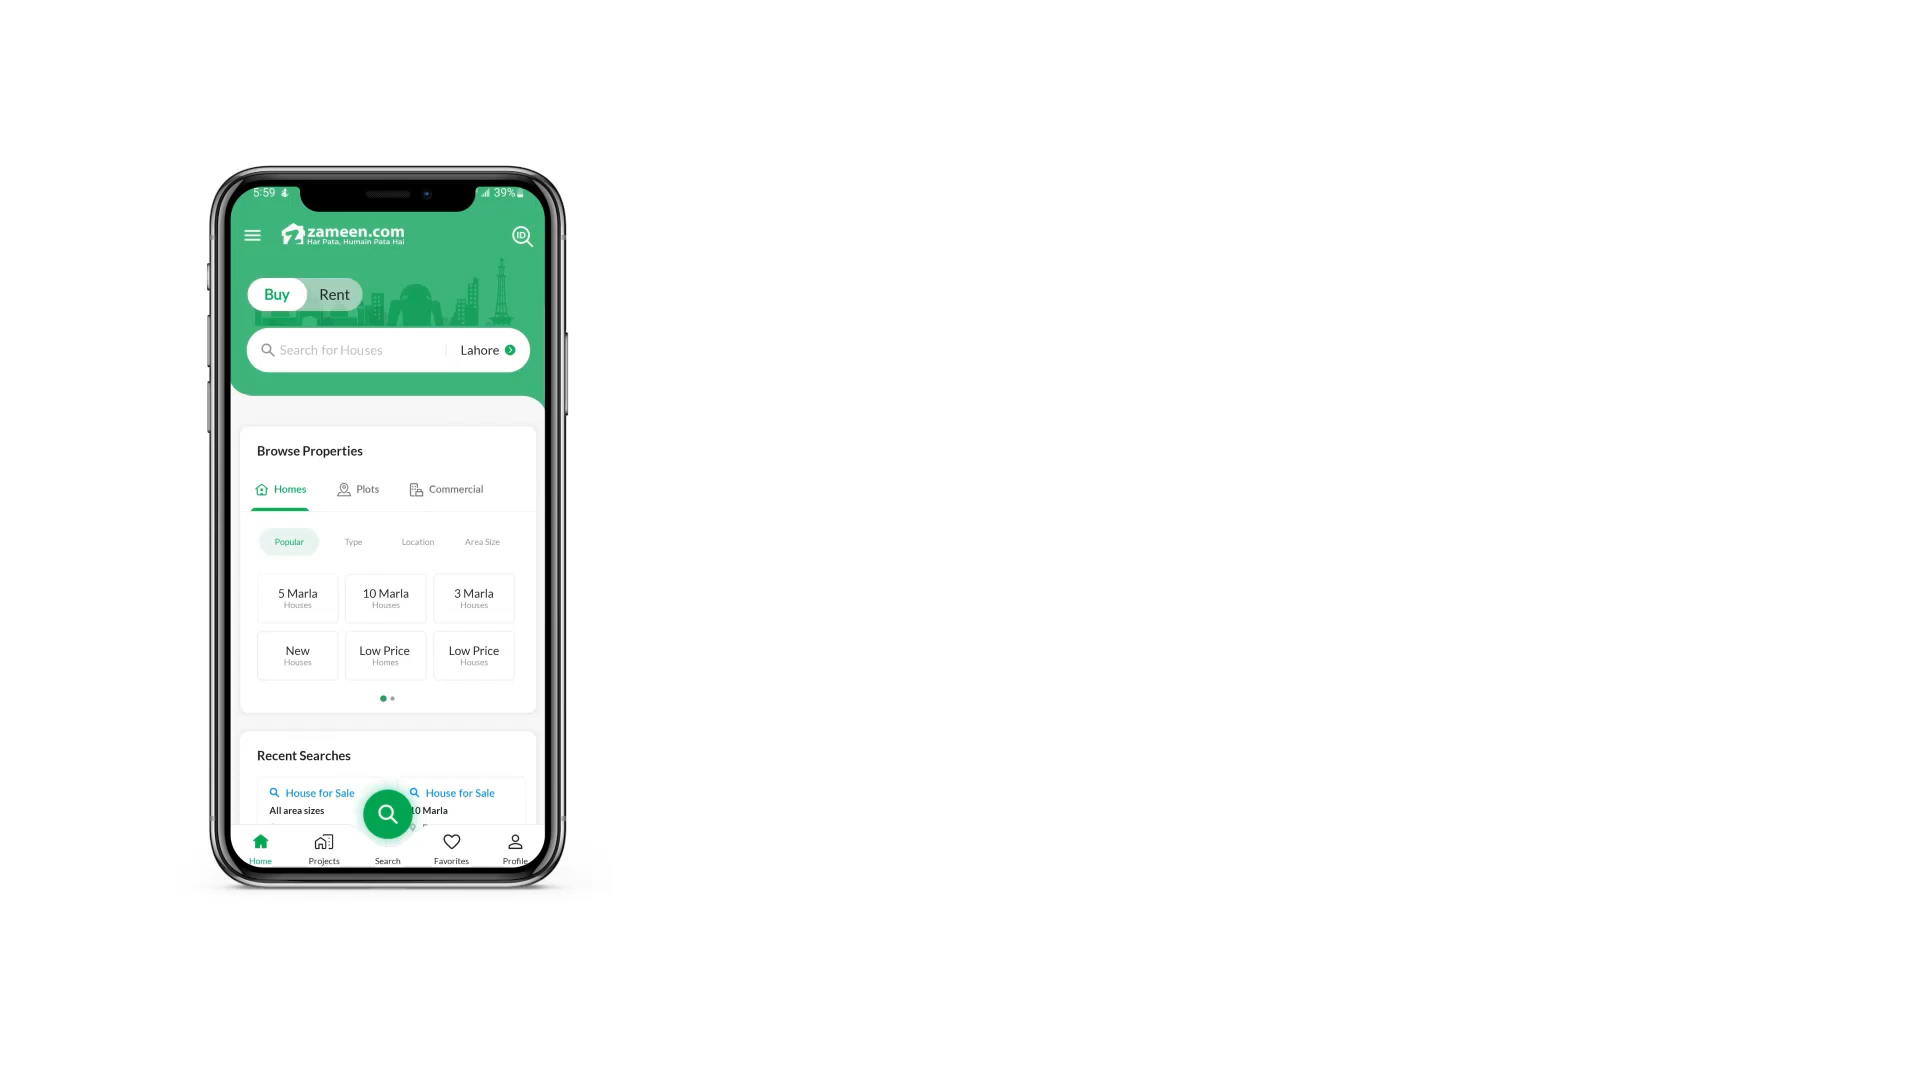 5:59
39%
zameen.com
Har Pata, Humain Pata Hai
ID
Buy Rent
Search for Houses Lahore
Browse Properties
Homes Plots Commercial
Popular Type Location Area Size
5 Marla 10 Marla 3 Marla
Houses Houses Houses
New Low Price Low Price
Houses Homes Houses
Recent Searches
House for Sale House for Sale
All area sizes 10 Marla
Home Projects Search Favorites Profile